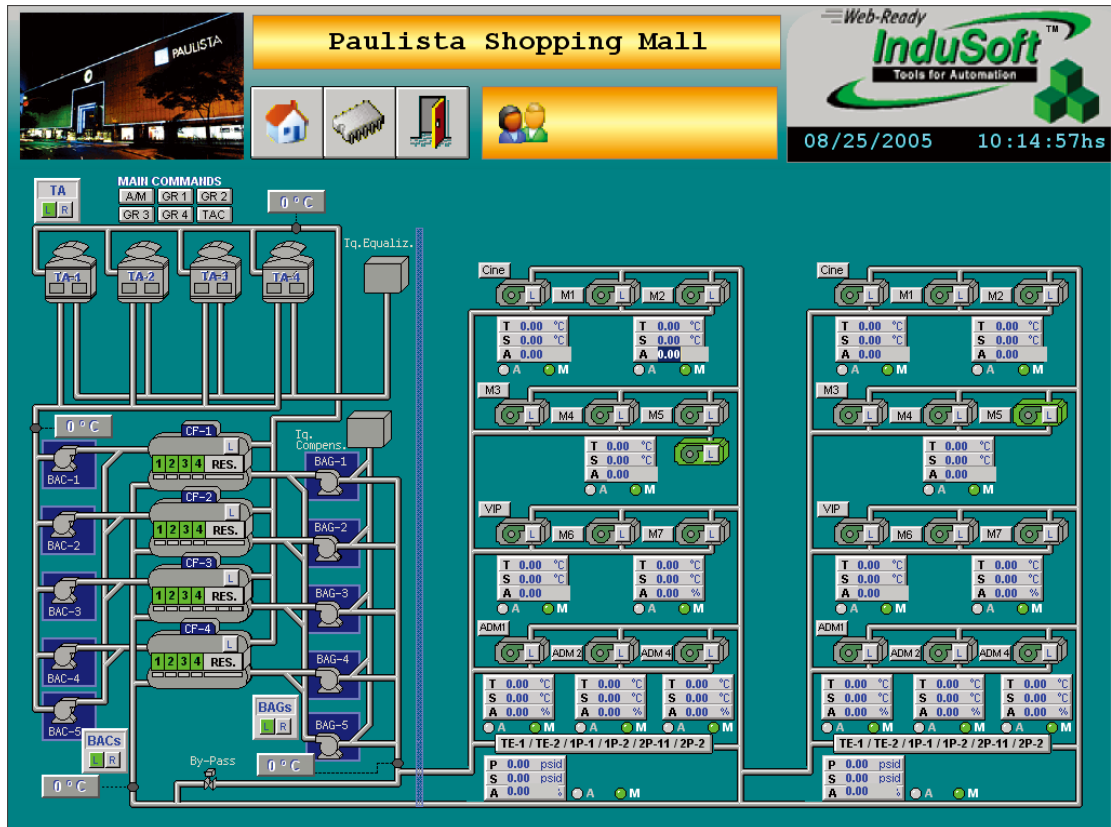 PAULISTA
Paulista Shopping Mall
Web-Ready
InduSoft™
Tools for Automation
08/25/2005 10:14:57hs
TA
L R
MAIN COMMANDS
A/M GR 1 GR 2
GR 3 GR 4 TAC
0 °C
Tq.Equaliz.
TA-1 TA-2 TA-3 TA-4
0 °C
Tq.
Compens.
BAC-1
BAC-2
BAC-3
BAC-4
BAC-5
CF-1
L
1 2 3 4 RES.
CF-2
L
1 2 3 4 RES.
CF-3
L
1 2 3 4 RES.
CF-4
L
1 2 3 4 RES.
BAG-1
BAG-2
BAG-3
BAG-4
BAG-5
BAGs
L R
BACs
L R
By-Pass
0 °C
0 °C
Cine
L M1 L M2 L
T 0.00 °C T 0.00 °C
S 0.00 °C S 0.00 °C
A 0.00 A 0.00
A M A M
M3
L M4 L M5 L
T 0.00 °C L
S 0.00 °C
A 0.00
A M
VIP
L M6 L M7 L
T 0.00 °C T 0.00 °C
S 0.00 °C S 0.00 °C
A 0.00 A 0.00 %
A M A M
ADM1
L ADM 2 L ADM 4 L
T 0.00 °C T 0.00 °C T 0.00 °C
S 0.00 °C S 0.00 °C S 0.00 °C
A 0.00 % A 0.00 % A 0.00 %
A M A M A M
TE-1 / TE-2 / 1P-1 / 1P-2 / 2P-11 / 2P-2
P 0.00 psid
S 0.00 psid
A 0.00
A M
Cine
L M1 L M2 L
T 0.00 °C T 0.00 °C
S 0.00 °C S 0.00 °C
A 0.00 A 0.00
A M A M
M3
L M4 L M5 L
T 0.00 °C
S 0.00 °C
A 0.00
A M
VIP
L M6 L M7 L
T 0.00 °C T 0.00 °C
S 0.00 °C S 0.00 °C
A 0.00 A 0.00 %
A M A M
ADM1
L ADM 2 L ADM 4 L
T 0.00 °C T 0.00 °C T 0.00 °C
S 0.00 °C S 0.00 °C S 0.00 °C
A 0.00 % A 0.00 % A 0.00 %
A M A M A M
TE-1 / TE-2 / 1P-1 / 1P-2 / 2P-11 / 2P-2
P 0.00 psid
S 0.00 psid
A 0.00
A M